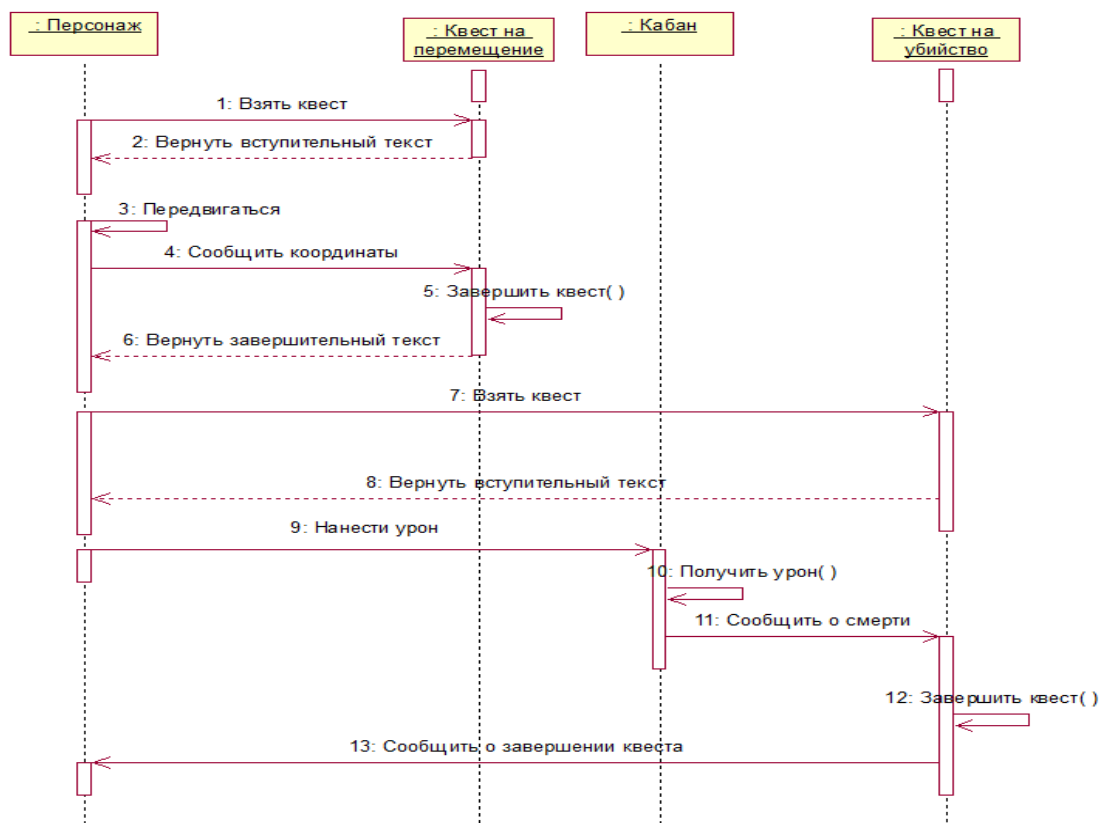 _: Персонаж
_: Квест на
перемещение
_: Кабан
_: Квест на
убийство
1: Взять квест
2: Вернуть вступительный текст
3: Передвигаться
4: Сообщить координаты
5: Завершить квест( )
6: Вернуть завершительный текст
7: Взять квест
8: Вернуть вступительный текст
9: Нанести урон
10: Получить урон( )
11: Сообщить о смерти
12: Завершить квест( )
13: Сообщить о завершении квеста